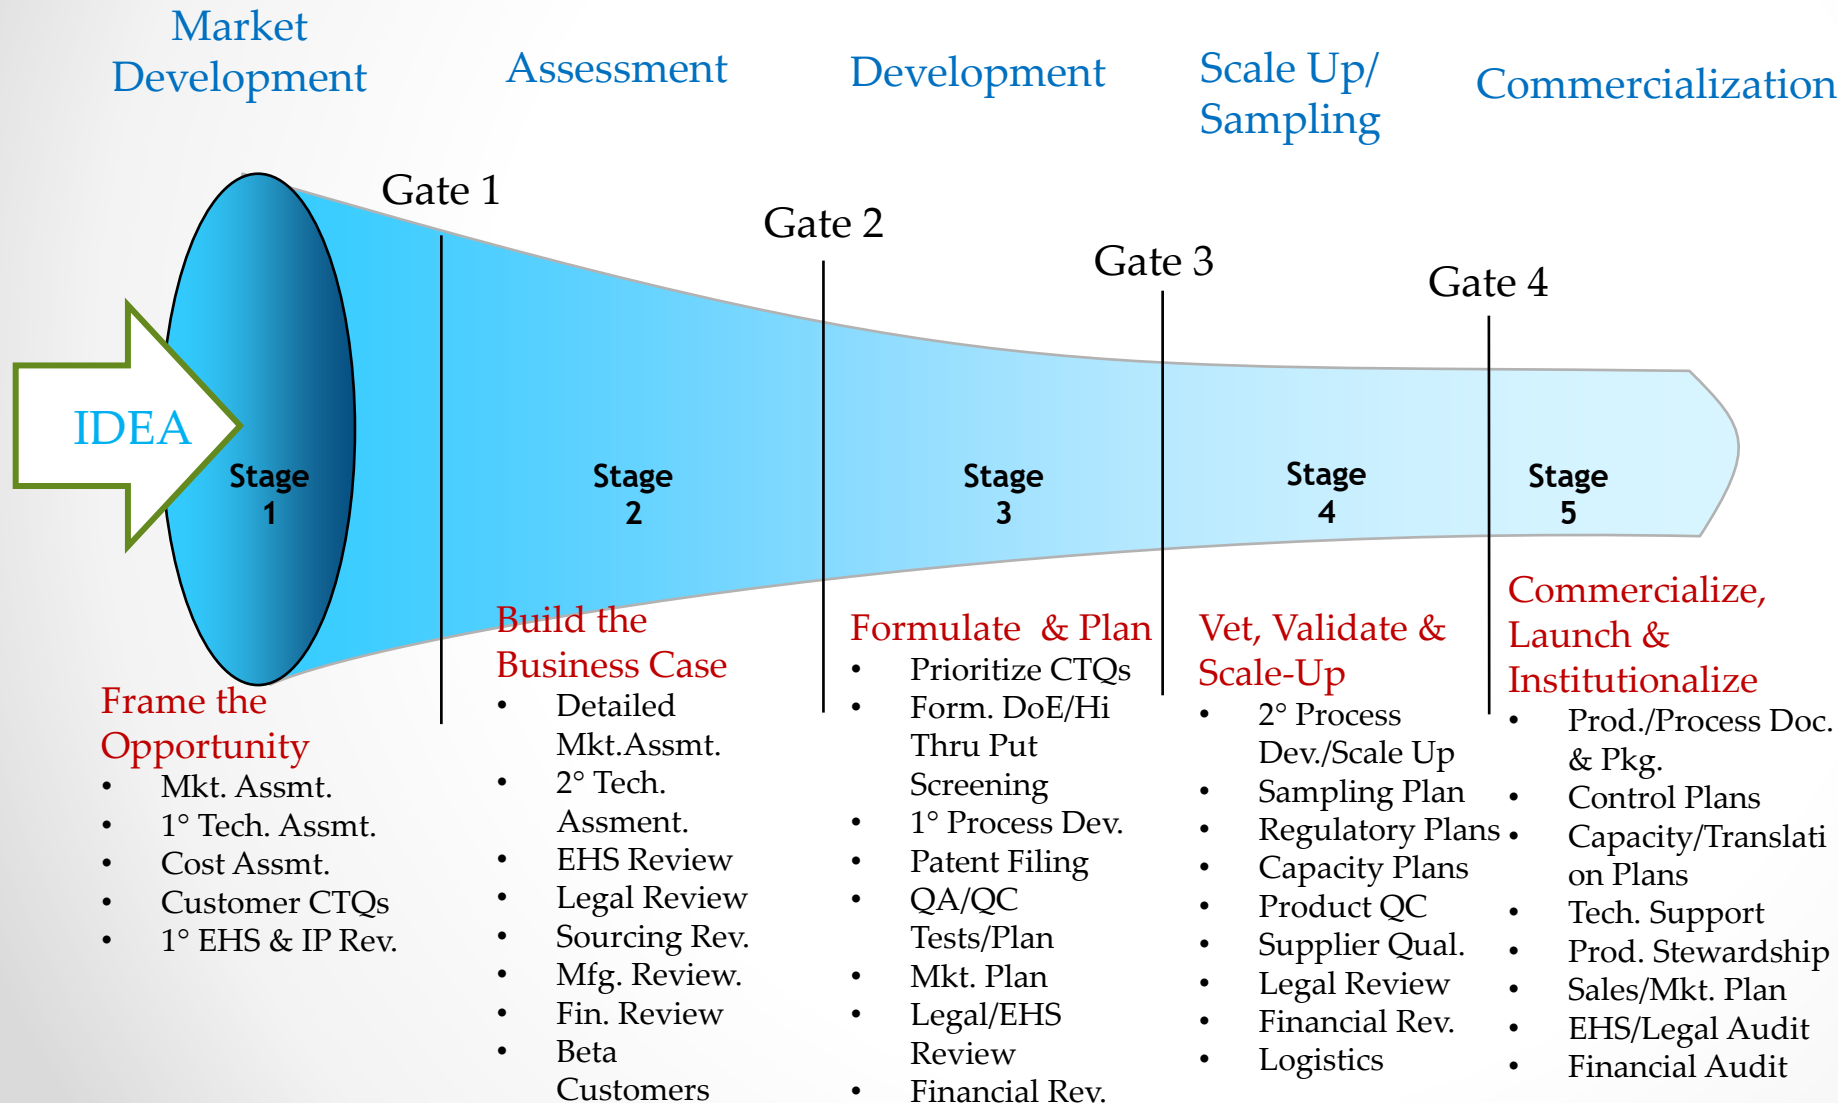 Market
Development
Assessment
Development
Scale Up/
Sampling
Commercialization
Gate 1
Gate 2
Gate 3
Gate 4
IDEA
Stage
1
Stage
2
Stage
3
Stage
4
Stage
5
Frame the
Opportunity
• Mkt. Assmt.
• 1° Tech. Assmt.
• Cost Assmt.
• Customer CTQs
• 1° EHS & IP Rev.
Build the
Business Case
• Detailed
Mkt.Assmt.
• 2° Tech.
Assment.
• EHS Review
• Legal Review
• Sourcing Rev.
• Mfg. Review.
• Fin. Review
• Beta
Customers
Formulate & Plan
• Prioritize CTQs
• Form. DoE/Hi
Thru Put
Screening
• 1° Process Dev.
• Patent Filing
• QA/QC
Tests/Plan
• Mkt. Plan
• Legal/EHS
Review
• Financial Rev.
Vet, Validate &
Scale-Up
• 2° Process
Dev./Scale Up
• Sampling Plan
• Regulatory Plans
• Capacity Plans
• Product QC
• Supplier Qual.
• Legal Review
• Financial Rev.
• Logistics
Commercialize,
Launch &
Institutionalize
• Prod./Process Doc.
& Pkg.
• Control Plans
• Capacity/Translati
on Plans
• Tech. Support
• Prod. Stewardship
• Sales/Mkt. Plan
• EHS/Legal Audit
• Financial Audit